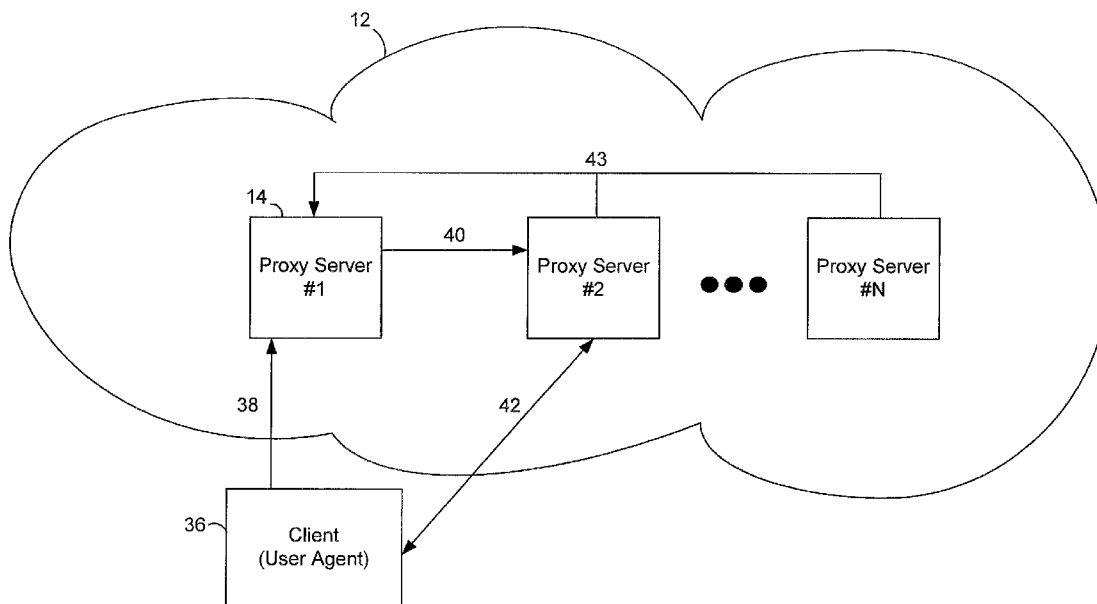 12
43
14
40
Proxy Server
#1
Proxy Server
#2
Proxy Server
#N
38
42
36
Client
(User Agent)